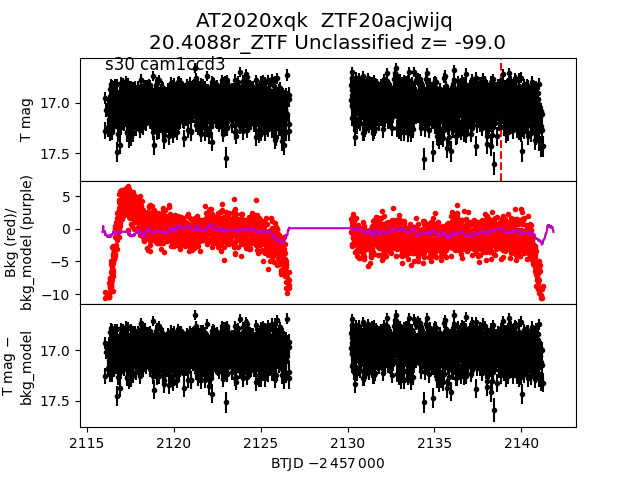 AT2020xqk  ZTF20acjwijq
20.4088r_ZTF Unclassified z= -99.0
s30 cam1ccd3
T mag
17.0
17.5
Bkg (red)/
bkg_model (purple)
5
0
−5
−10
T mag −
bkg_model
17.0
17.5
2115 2120 2125 2130 2135 2140
BTJD −2 457 000